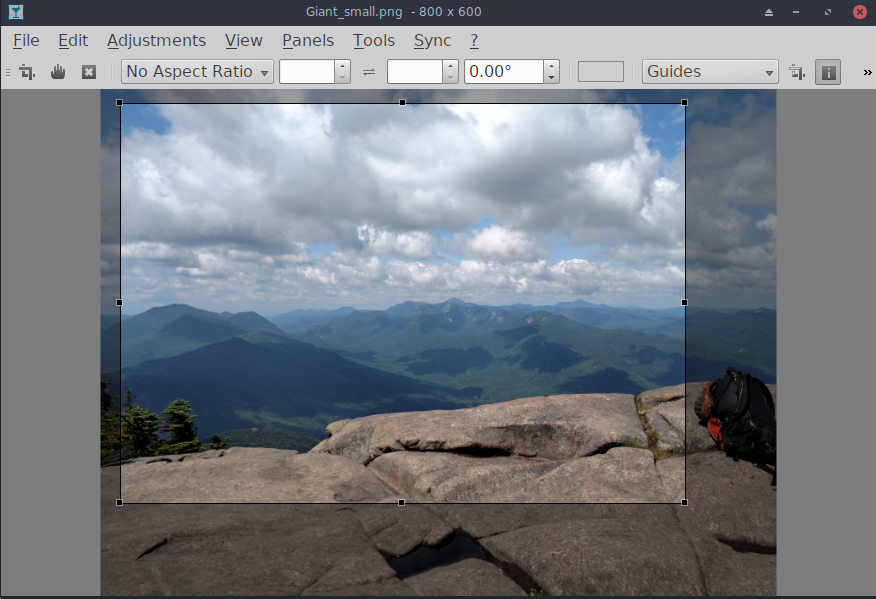 Giant_small.png - 800 x 600
File Edit Adjustments View Panels Tools Sync ?
No Aspect Ratio 0.00° Guides »